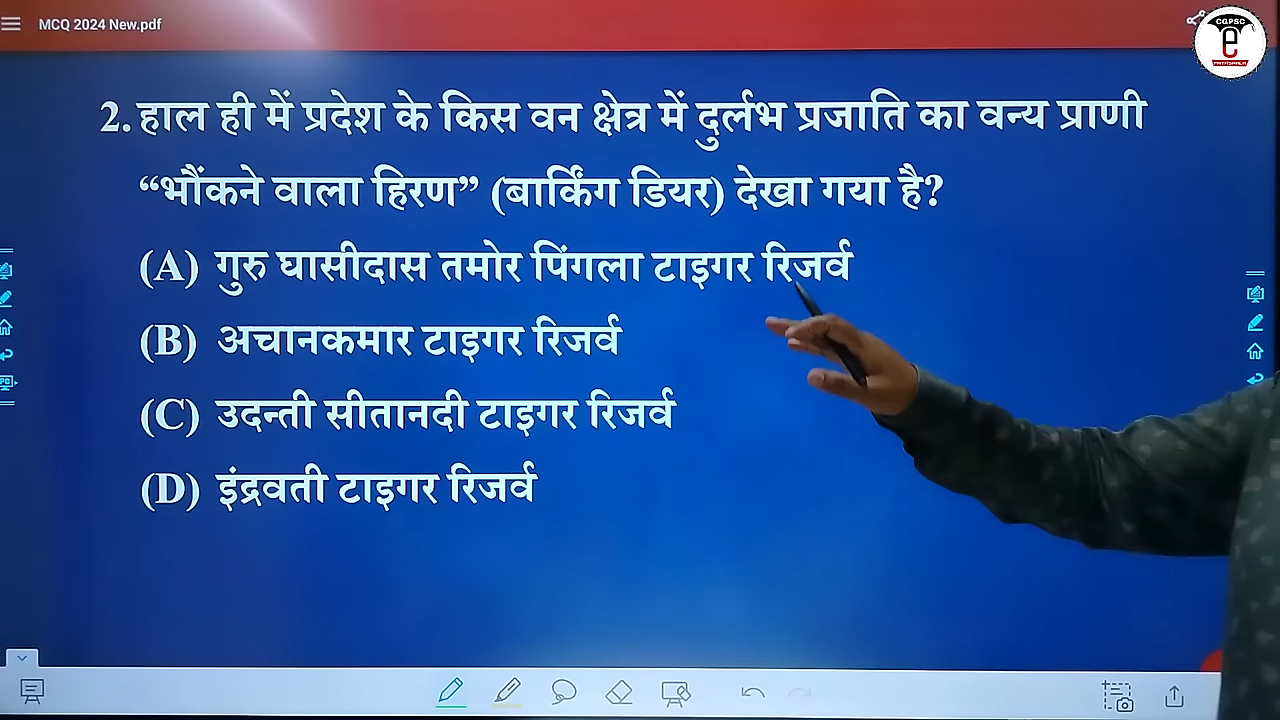 MCQ 2024 New.pdf
CGPSC
e
2. हाल ही में प्रदेश के किस वन क्षेत्र में दुर्लभ प्रजाति का वन्य प्राणी
“भौंकने वाला हिरण” (बार्किंग डियर) देखा गया है?
(A) गुरु घासीदास तमोर पिंगला टाइगर रिजर्व
(B) अचानकमार टाइगर रिजर्व
(C) उदन्ती सीतानदी टाइगर रिजर्व
(D) इंद्रवती टाइगर रिजर्व